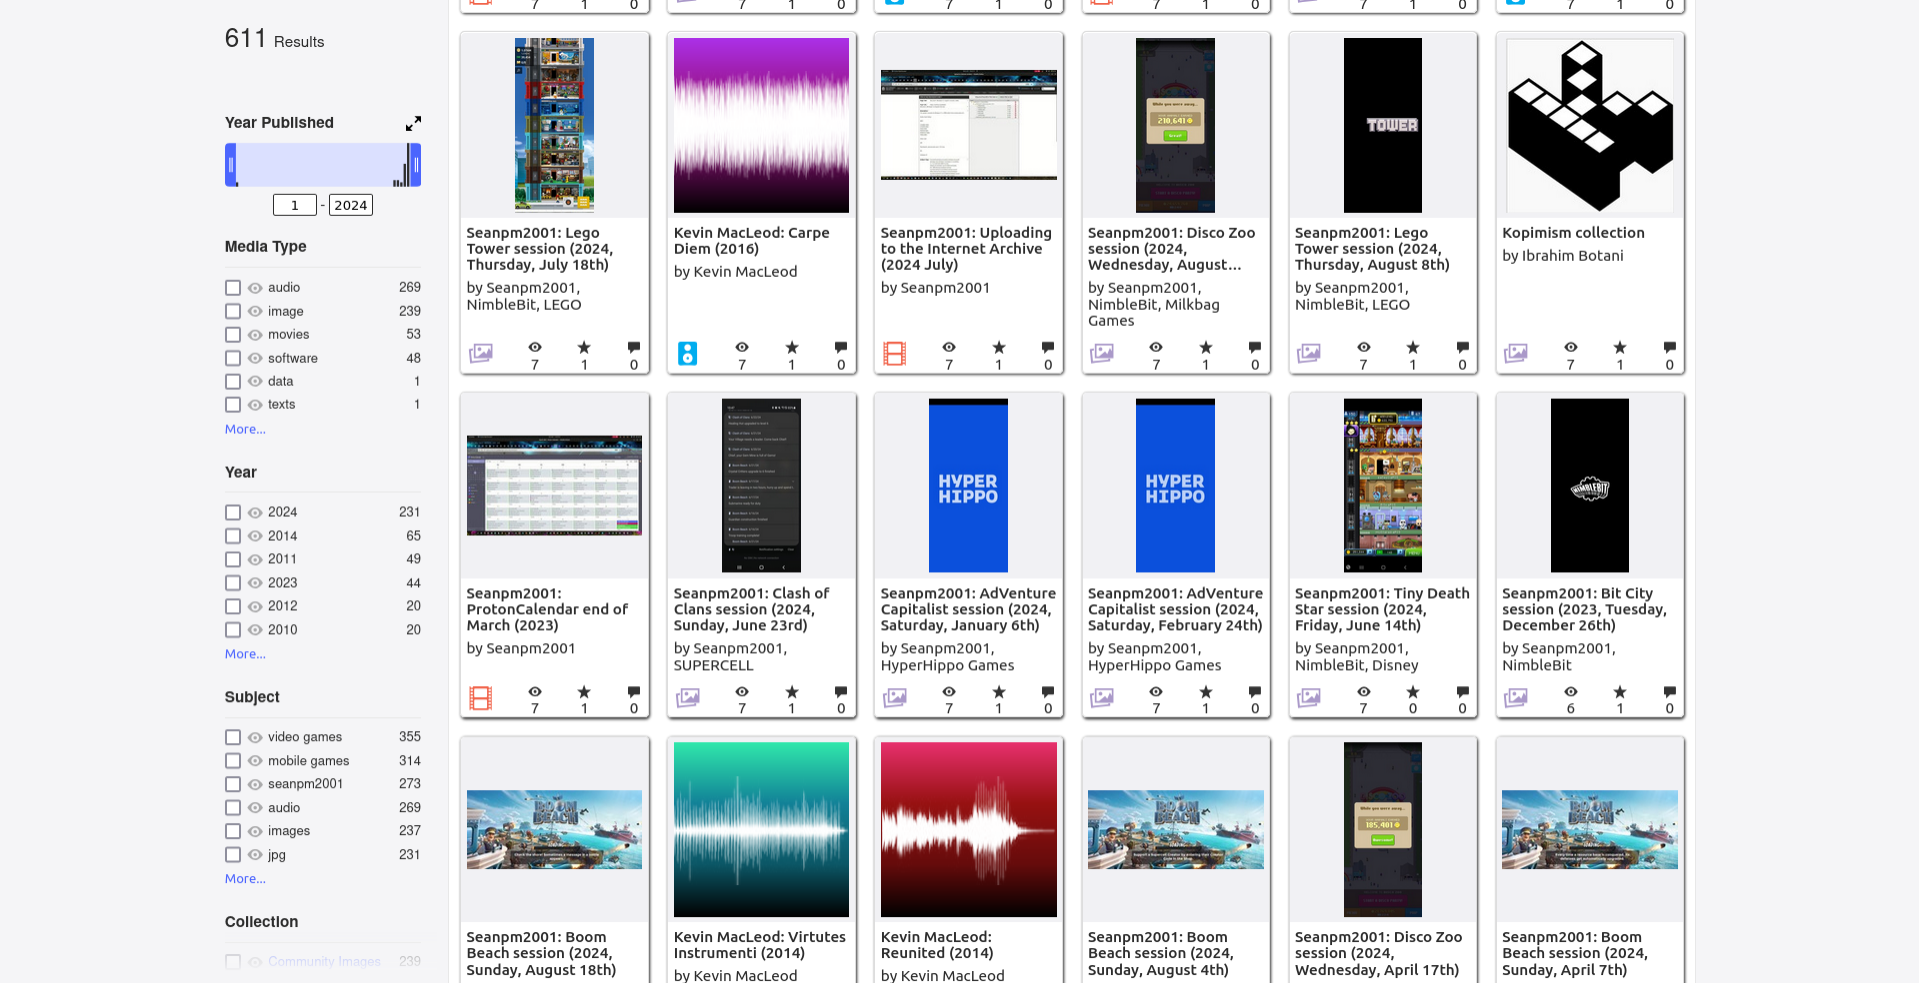 7 1 0 7 1 0 7 1 0 7 1 0 7 1 0 7 1 0
611 Results
Year Published
1 - 2024
Media Type
audio 269
image 239
movies 53
software 48
data 1
texts 1
More...
Year
2024 231
2014 65
2011 49
2023 44
2012 20
2010 20
More...
Subject
video games 355
mobile games 314
seanpm2001 273
audio 269
images 237
jpg 231
More...
Collection
Community Images 239
Seanpm2001: Lego
Tower session (2024,
Thursday, July 18th)
by Seanpm2001,
NimbleBit, LEGO
7 1 0
Kevin MacLeod: Carpe
Diem (2016)
by Kevin MacLeod
7 1 0
Seanpm2001: Uploading
to the Internet Archive
(2024 July)
by Seanpm2001
7 1 0
While you were away...
210,641
Seanpm2001: Disco Zoo
session (2024,
Wednesday, August...
by Seanpm2001,
NimbleBit, Milkbag
Games
7 1 0
TOWER
Seanpm2001: Lego
Tower session (2024,
Thursday, August 8th)
by Seanpm2001,
NimbleBit, LEGO
7 1 0
Kopimism collection
by Ibrahim Botani
7 1 0
Seanpm2001:
ProtonCalendar end of
March (2023)
by Seanpm2001
7 1 0
Seanpm2001: Clash of
Clans session (2024,
Sunday, June 23rd)
by Seanpm2001,
SUPERCELL
7 1 0
HYPER
HIPPO
Seanpm2001: AdVenture
Capitalist session (2024,
Saturday, January 6th)
by Seanpm2001,
HyperHippo Games
7 1 0
HYPER
HIPPO
Seanpm2001: AdVenture
Capitalist session (2024,
Saturday, February 24th)
by Seanpm2001,
HyperHippo Games
7 1 0
Seanpm2001: Tiny Death
Star session (2024,
Friday, June 14th)
by Seanpm2001,
NimbleBit, Disney
7 0 0
NIMBLEBIT
Seanpm2001: Bit City
session (2023, Tuesday,
December 26th)
by Seanpm2001,
NimbleBit
6 1 0
BOOM
BEACH
Seanpm2001: Boom
Beach session (2024,
Sunday, August 18th)
Kevin MacLeod: Virtutes
Instrumenti (2014)
by Kevin MacLeod
Kevin MacLeod:
Reunited (2014)
by Kevin MacLeod
BOOM
BEACH
Seanpm2001: Boom
Beach session (2024,
Sunday, August 4th)
While you were away...
185,401
Seanpm2001: Disco Zoo
session (2024,
Wednesday, April 17th)
BOOM
BEACH
Seanpm2001: Boom
Beach session (2024,
Sunday, April 7th)